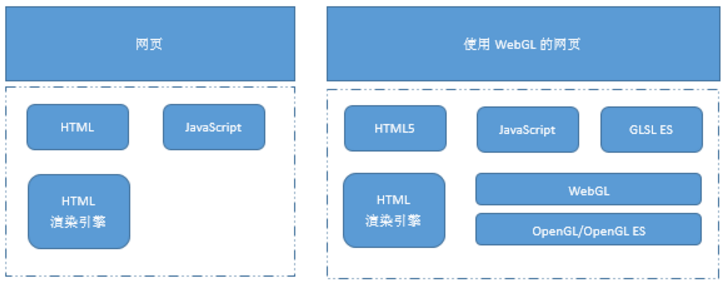 网页
HTML
JavaScript
HTML
渲染引擎
使用 WebGL 的网页
HTML5
JavaScript
GLSL ES
HTML
渲染引擎
WebGL
OpenGL/OpenGL ES